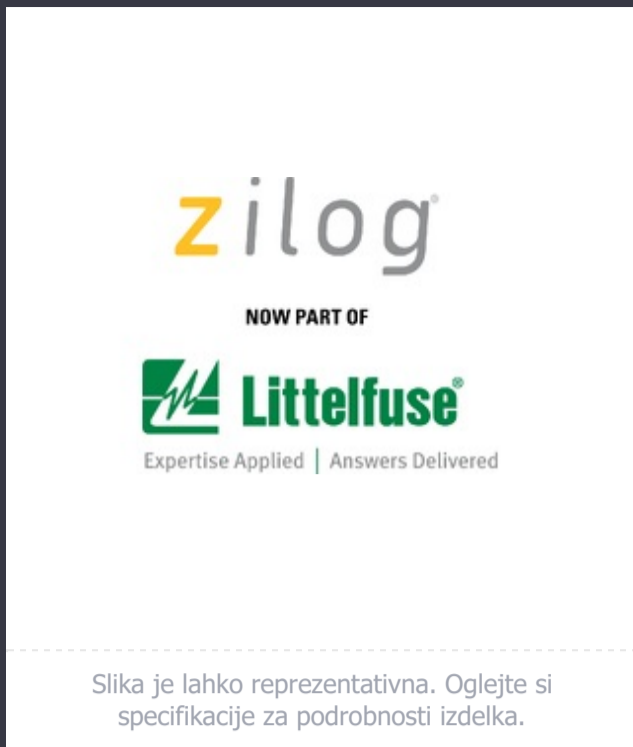 zilog®
NOW PART OF
Littelfuse®
Expertise Applied | Answers Delivered
Slika je lahko reprezentativna. Oglejte si
specifikacije za podrobnosti izdelka.